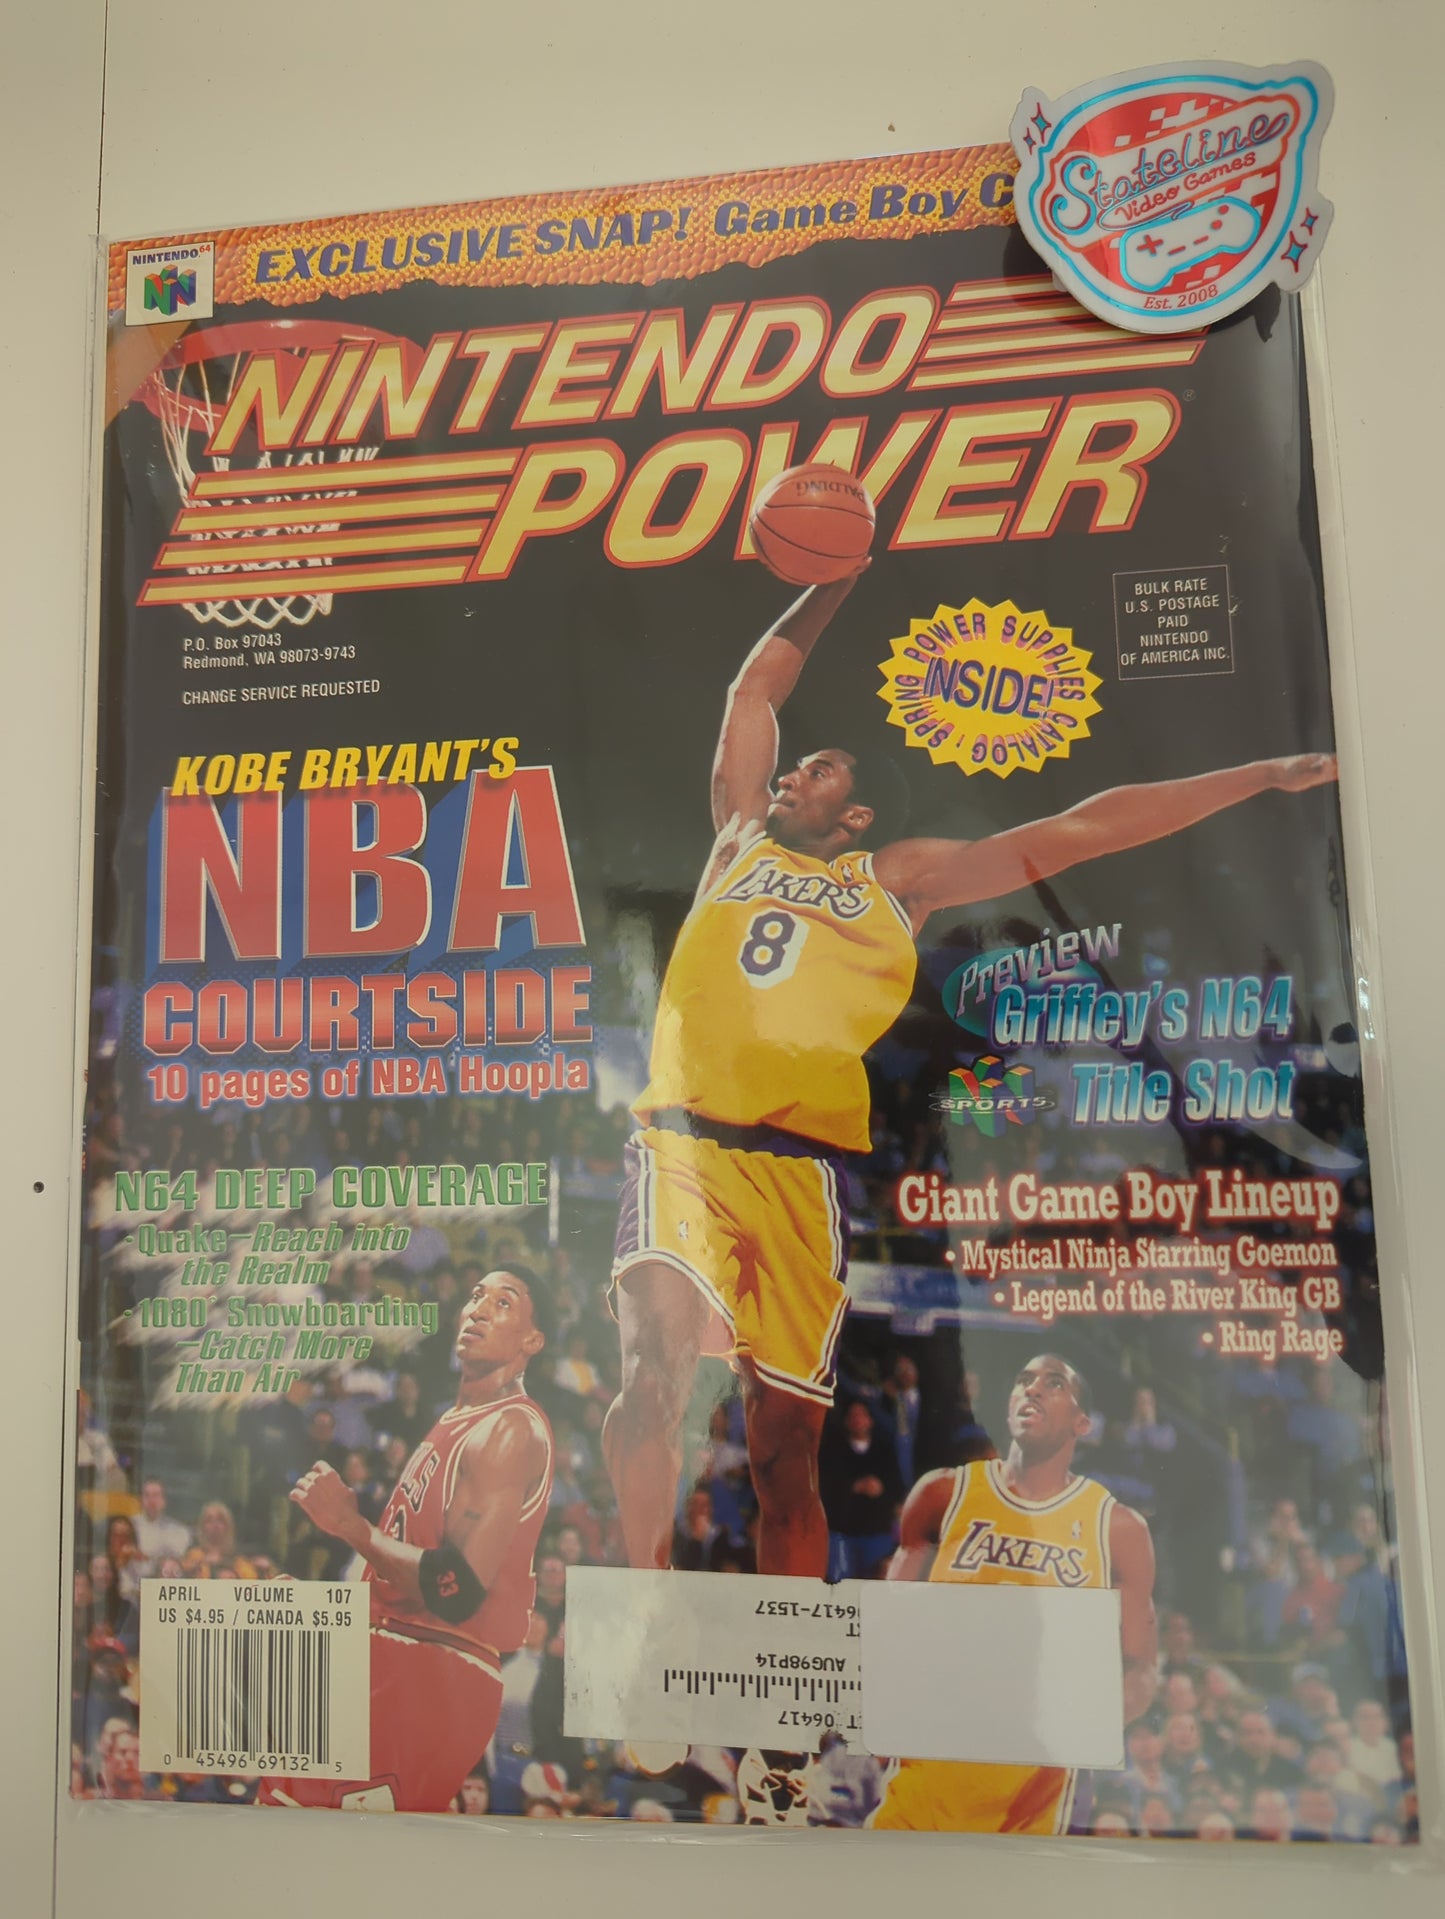 Stateline
Video Games
Est. 2008
EXCLUSIVE SNAP! Game Boy C
NINTENDO 64
NINTENDO
POWER®
SPALDING
P.O. Box 97043
Redmond, WA 98073-9743
CHANGE SERVICE REQUESTED
BULK RATE
U.S. POSTAGE
PAID
NINTENDO
OF AMERICA INC.
SPRING POWER SUPPLIES CATALOG!
INSIDE!
KOBE BRYANT'S
NBA
COURTSIDE
10 pages of NBA Hoopla
LAKERS
8
Preview
Griffey's N64
SPORTS
Title Shot
N64 DEEP COVERAGE
•Quake—Reach into
the Realm
•1080° Snowboarding
—Catch More
Than Air
Giant Game Boy Lineup
• Mystical Ninja Starring Goemon
• Legend of the River King GB
• Ring Rage
33
LAKERS
APRIL VOLUME 107
US $4.95 / CANADA $5.95
0 45496 69132 5
06417-1537
CT
AUG98P14
CT 06417